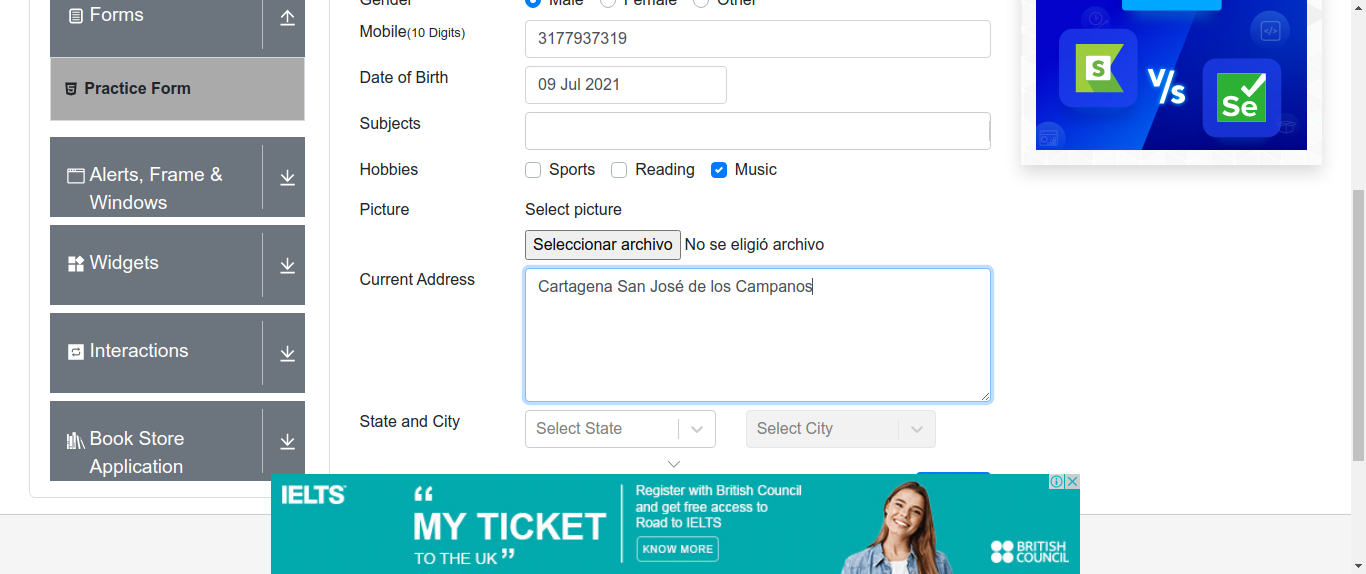 Forms
Practice Form
Alerts, Frame &
Windows
Widgets
Interactions
Book Store
Application
Gender
Male Female Other
Mobile(10 Digits) 3177937319
Date of Birth 09 Jul 2021
Subjects
Hobbies Sports Reading Music
Picture Select picture
Seleccionar archivo No se eligió archivo
Current Address Cartagena San José de los Campanos
State and City Select State Select City
S V/s Se
IELTS
“
MY TICKET
TO THE UK ”
Register with British Council
and get free access to
Road to IELTS
KNOW MORE
BRITISH
COUNCIL